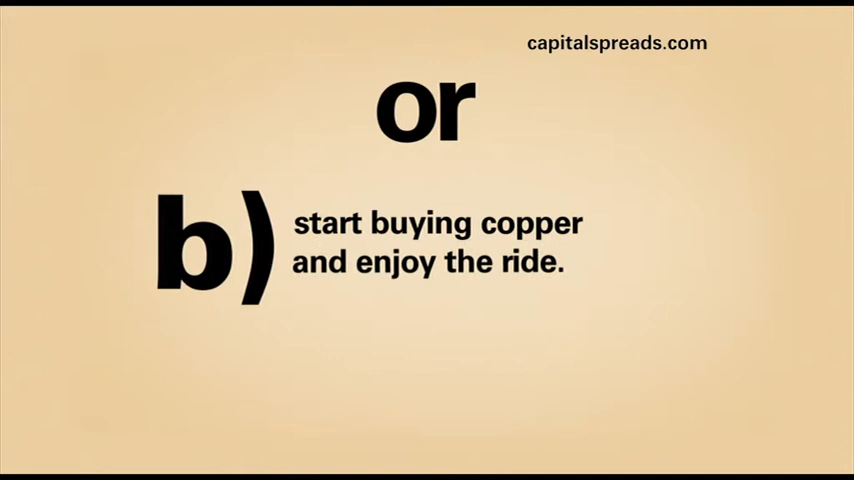 capitalspreads.com
or
b) start buying copper
and enjoy the ride.